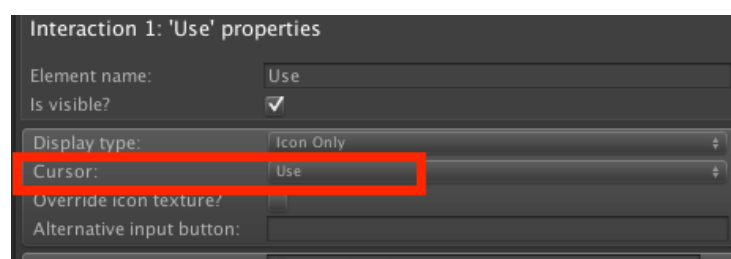 Interaction 1: 'Use' properties
Element name: Use
Is visible?
Display type: Icon Only
Cursor: Use
Override icon texture?
Alternative input button: